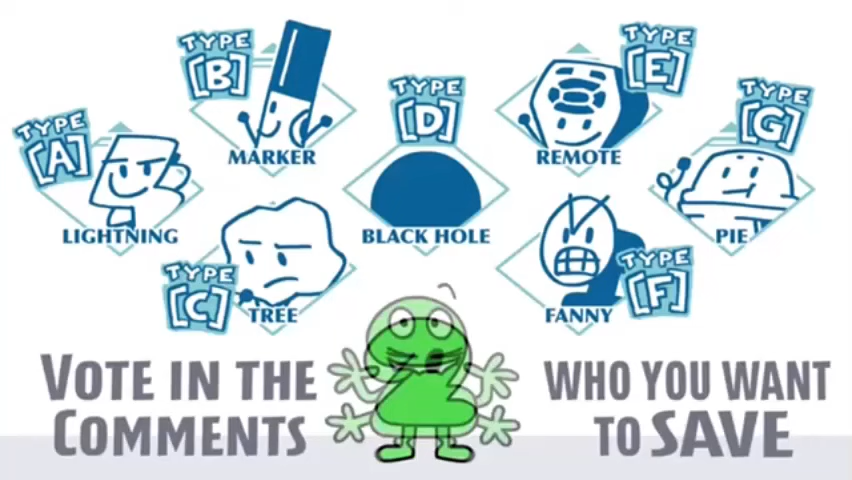 TYPE
[A]
LIGHTNING
TYPE
[B]
MARKER
TYPE
[C]
TREE
TYPE
[D]
BLACK HOLE
TYPE
[E]
REMOTE
TYPE
[F]
FANNY
TYPE
[G]
PIE
VOTE IN THE
COMMENTS
WHO YOU WANT
TO SAVE